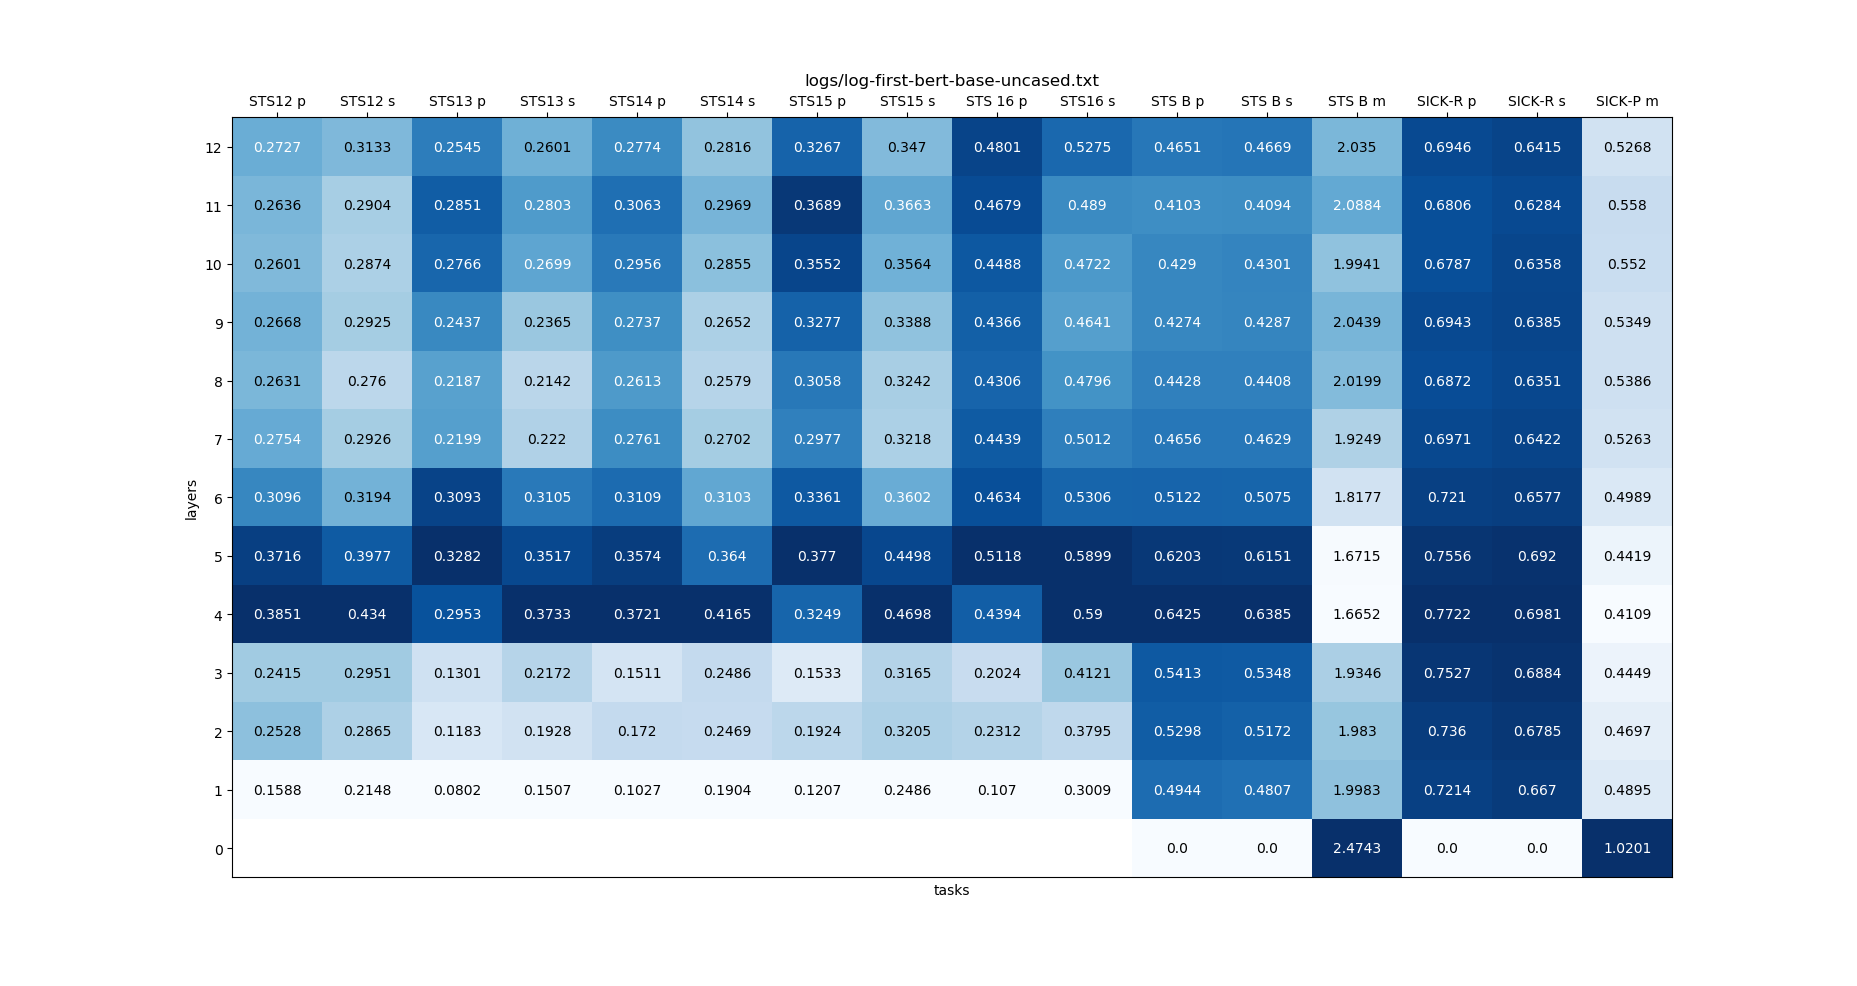 logs/log-first-bert-base-uncased.txt
STS12 p STS12 s STS13 p STS13 s STS14 p STS14 s STS15 p STS15 s STS 16 p STS16 s STS B p STS B s STS B m SICK-R p SICK-R s SICK-P m
12 0.2727 0.3133 0.2545 0.2601 0.2774 0.2816 0.3267 0.347 0.4801 0.5275 0.4651 0.4669 2.035 0.6946 0.6415 0.5268
11 0.2636 0.2904 0.2851 0.2803 0.3063 0.2969 0.3689 0.3663 0.4679 0.489 0.4103 0.4094 2.0884 0.6806 0.6284 0.558
10 0.2601 0.2874 0.2766 0.2699 0.2956 0.2855 0.3552 0.3564 0.4488 0.4722 0.429 0.4301 1.9941 0.6787 0.6358 0.552
9 0.2668 0.2925 0.2437 0.2365 0.2737 0.2652 0.3277 0.3388 0.4366 0.4641 0.4274 0.4287 2.0439 0.6943 0.6385 0.5349
8 0.2631 0.276 0.2187 0.2142 0.2613 0.2579 0.3058 0.3242 0.4306 0.4796 0.4428 0.4408 2.0199 0.6872 0.6351 0.5386
7 0.2754 0.2926 0.2199 0.222 0.2761 0.2702 0.2977 0.3218 0.4439 0.5012 0.4656 0.4629 1.9249 0.6971 0.6422 0.5263
6 0.3096 0.3194 0.3093 0.3105 0.3109 0.3103 0.3361 0.3602 0.4634 0.5306 0.5122 0.5075 1.8177 0.721 0.6577 0.4989
layers
5 0.3716 0.3977 0.3282 0.3517 0.3574 0.364 0.377 0.4498 0.5118 0.5899 0.6203 0.6151 1.6715 0.7556 0.692 0.4419
4 0.3851 0.434 0.2953 0.3733 0.3721 0.4165 0.3249 0.4698 0.4394 0.59 0.6425 0.6385 1.6652 0.7722 0.6981 0.4109
3 0.2415 0.2951 0.1301 0.2172 0.1511 0.2486 0.1533 0.3165 0.2024 0.4121 0.5413 0.5348 1.9346 0.7527 0.6884 0.4449
2 0.2528 0.2865 0.1183 0.1928 0.172 0.2469 0.1924 0.3205 0.2312 0.3795 0.5298 0.5172 1.983 0.736 0.6785 0.4697
1 0.1588 0.2148 0.0802 0.1507 0.1027 0.1904 0.1207 0.2486 0.107 0.3009 0.4944 0.4807 1.9983 0.7214 0.667 0.4895
0 0.0 0.0 2.4743 0.0 0.0 1.0201
tasks